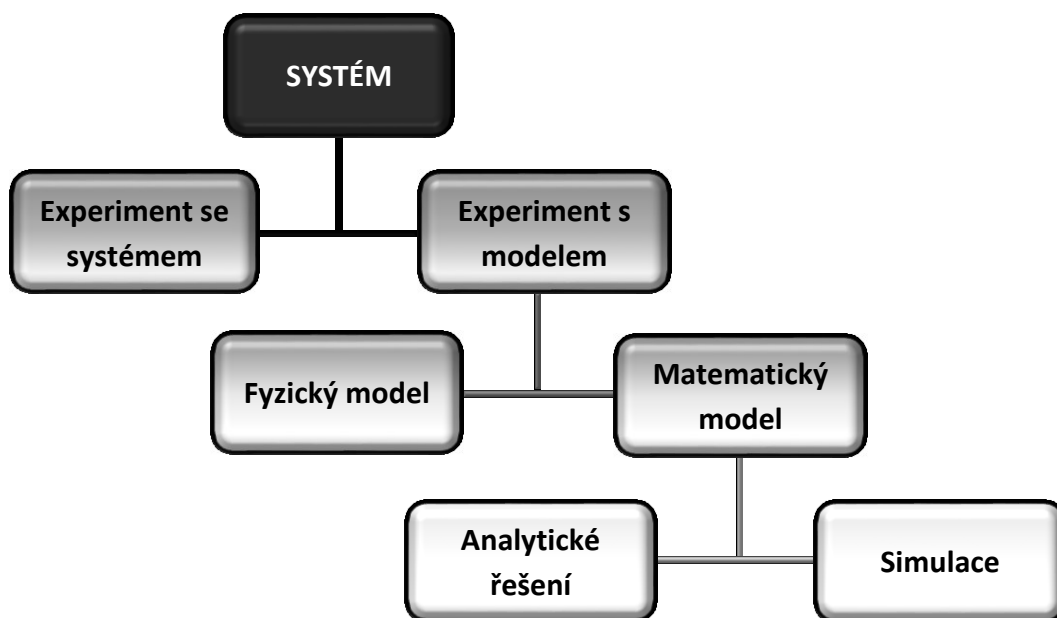 SYSTÉM
Experiment se
systémem
Experiment s
modelem
Fyzický model
Matematický
model
Analytické
řešení
Simulace